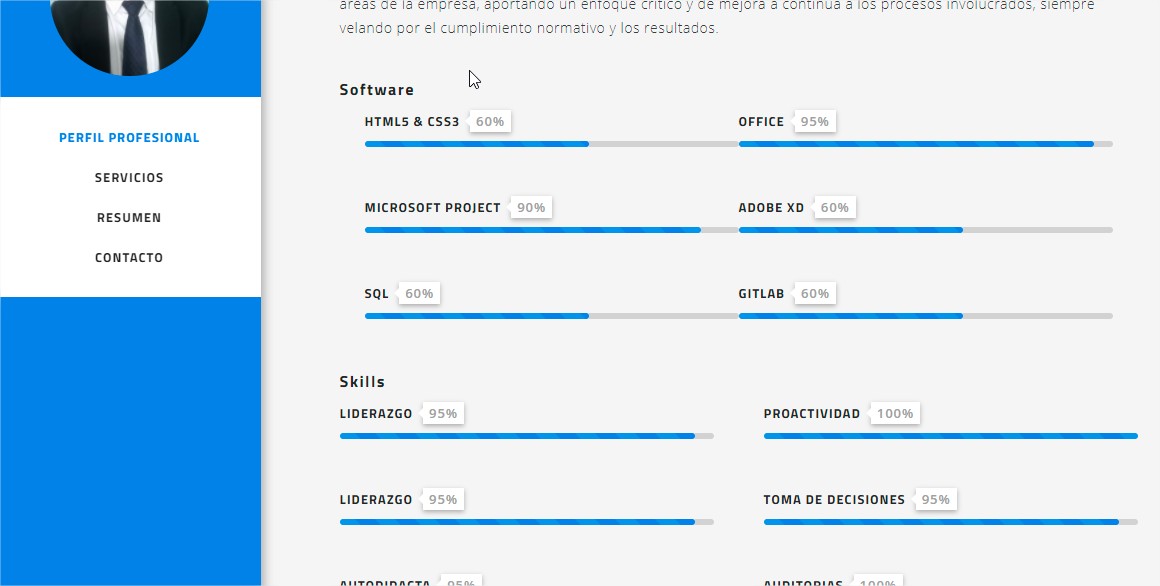 áreas de la empresa, aportando un enfoque crítico y de mejora a continua a los procesos involucrados, siempre
velando por el cumplimiento normativo y los resultados.
PERFIL PROFESIONAL
SERVICIOS
RESUMEN
CONTACTO
Software
HTML5 & CSS3 60%
OFFICE 95%
MICROSOFT PROJECT 90%
ADOBE XD 60%
SQL 60%
GITLAB 60%
Skills
LIDERAZGO 95%
PROACTIVIDAD 100%
LIDERAZGO 95%
TOMA DE DECISIONES 95%
AUTODIDACTA 95%
AUDITORIAS 100%